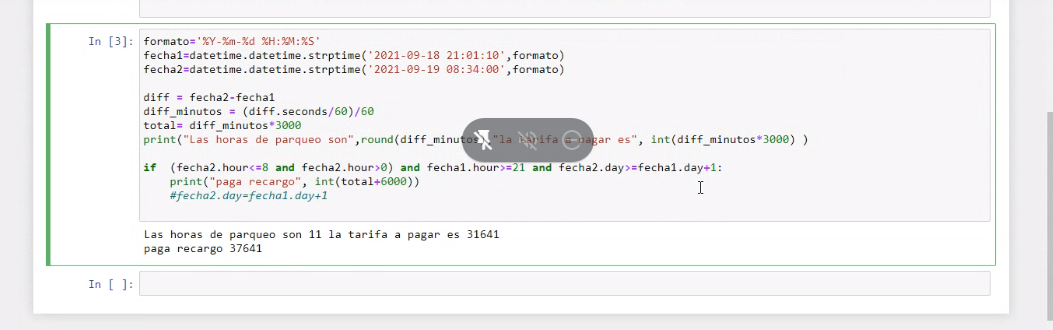 In [3]: formato='%Y-%m-%d %H:%M:%S'
fecha1=datetime.datetime.strptime('2021-09-18 21:01:10',formato)
fecha2=datetime.datetime.strptime('2021-09-19 08:34:00',formato)
diff = fecha2-fecha1
diff_minutos = (diff.seconds/60)/60
total= diff_minutos*3000
print("Las horas de parqueo son",round(diff_minutos),"la tarifa a pagar es", int(diff_minutos*3000) )
if (fecha2.hour<=8 and fecha2.hour>0) and fecha1.hour>=21 and fecha2.day>=fecha1.day+1:
print("paga recargo", int(total+6000))
#fecha2.day=fecha1.day+1
Las horas de parqueo son 11 la tarifa a pagar es 31641
paga recargo 37641
In [ ]: